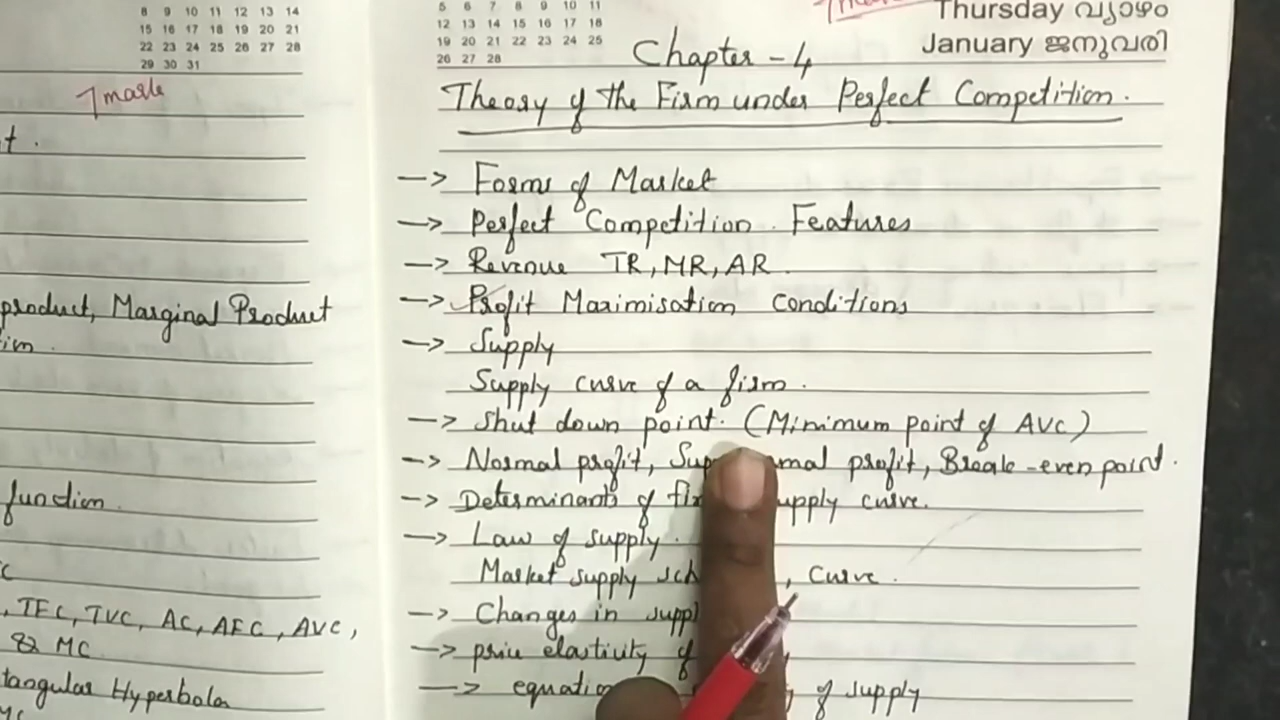 8 9 10 11 12 13 14
15 16 17 18 19 20 21
22 23 24 25 26 27 28
29 30 31
7 mark
t.
product, Marginal Product
function
, TFC, TVC, AC, AFC, AVC,
& MC
tangular Hyperbola
5 6 7 8 9 10 11
12 13 14 15 16 17 18
19 20 21 22 23 24 25
26 27 28
Thursday വ്യാഴം
January ജനുവരി
Chapter - 4
Theory of the Firm under Perfect Competition.
-> Forms of Market
-> Perfect Competition. Features
-> Revenue TR, MR, AR.
-> Profit Maximisation conditions
-> Supply
Supply curve of a firm.
-> Shut down point. (Minimum point of AVC)
-> Normal profit, profit, Break-even point.
-> Determinants of supply curve.
-> Law of supply.
Market supply , Curve.
-> Changes in
-> price elasticity of
-> of supply